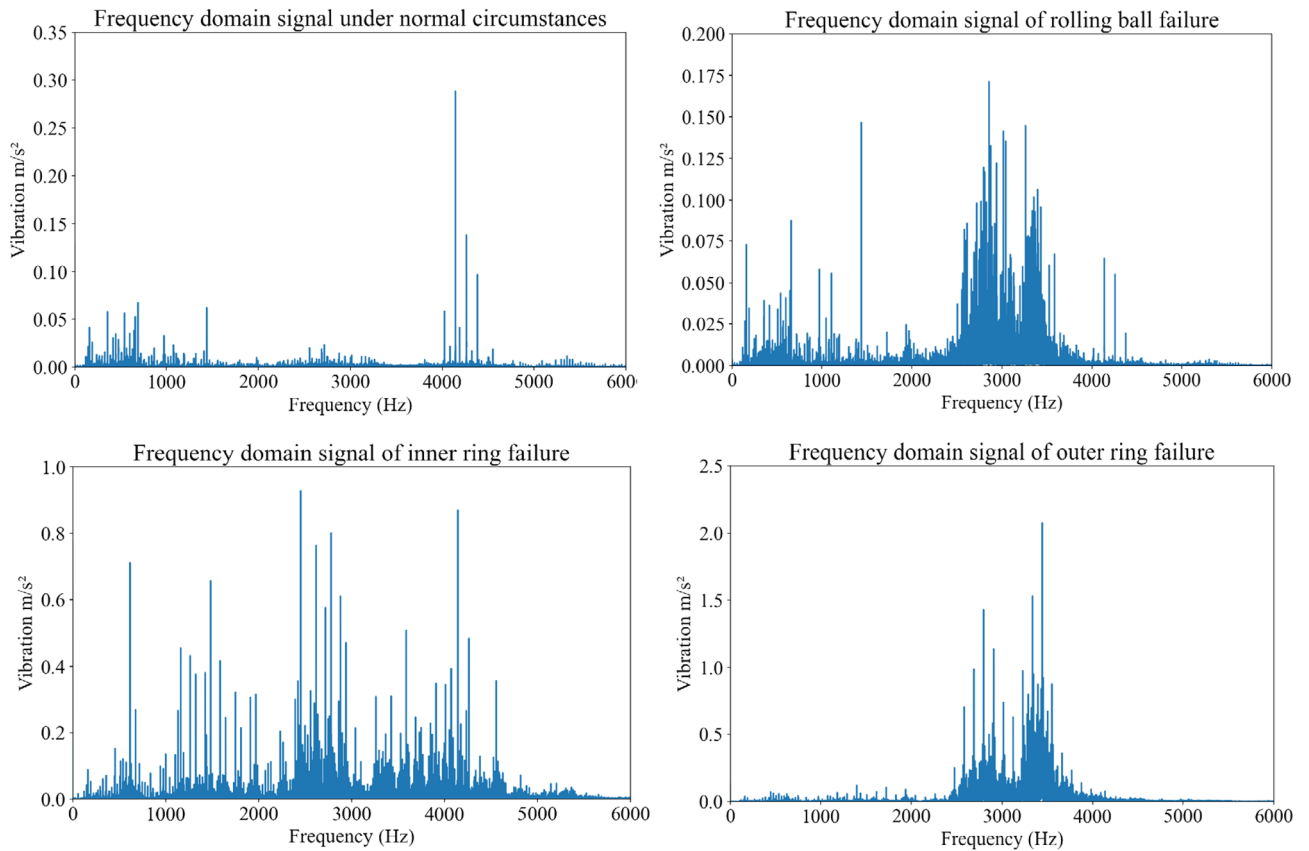 Frequency domain signal under normal circumstances
0.35
0.30
0.25
0.20
0.15
0.10
0.05
0.00
Vibration m/s²
0 1000 2000 3000 4000 5000 6000
Frequency (Hz)
Frequency domain signal of rolling ball failure
0.200
0.175
0.150
0.125
0.100
0.075
0.050
0.025
0.000
Vibration m/s²
0 1000 2000 3000 4000 5000 6000
Frequency (Hz)
Frequency domain signal of inner ring failure
1.0
0.8
0.6
0.4
0.2
0.0
Vibration m/s²
0 1000 2000 3000 4000 5000 6000
Frequency (Hz)
Frequency domain signal of outer ring failure
2.5
2.0
1.5
1.0
0.5
0.0
Vibration m/s²
0 1000 2000 3000 4000 5000 6000
Frequency (Hz)